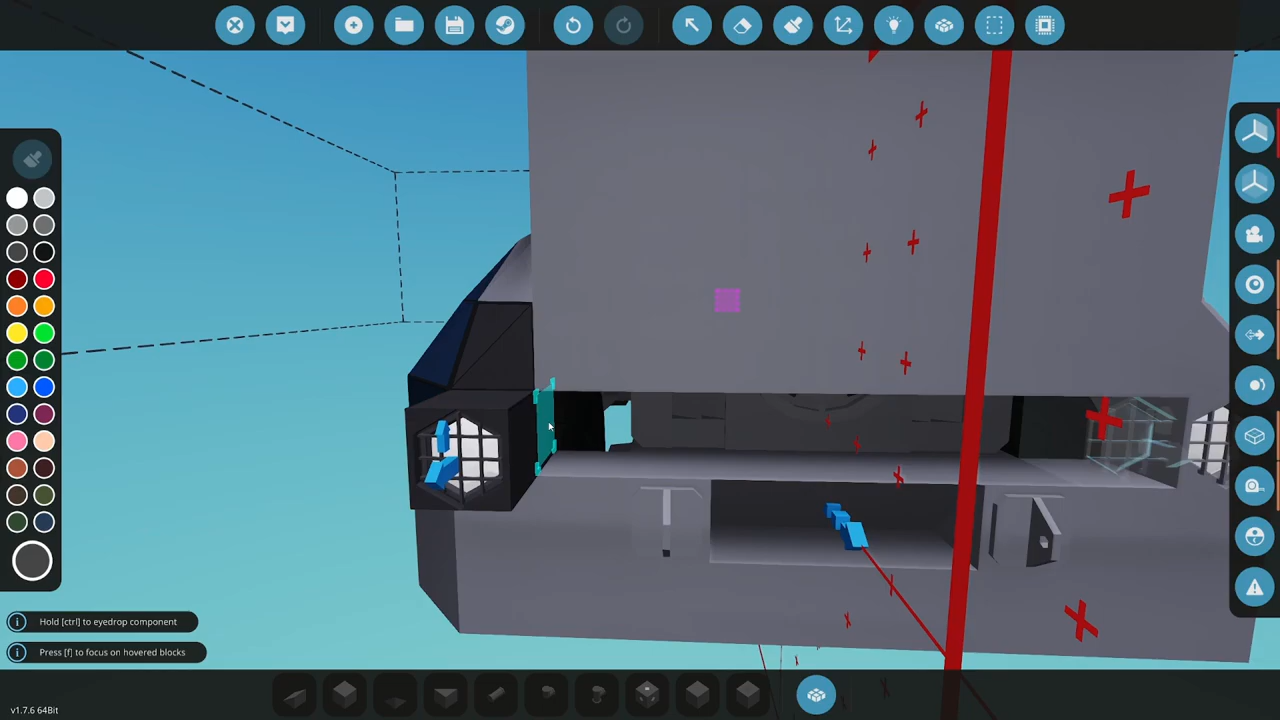 Hold [ctrl] to eyedrop component
Press [f] to focus on hovered blocks
v1.7.6 64Bit